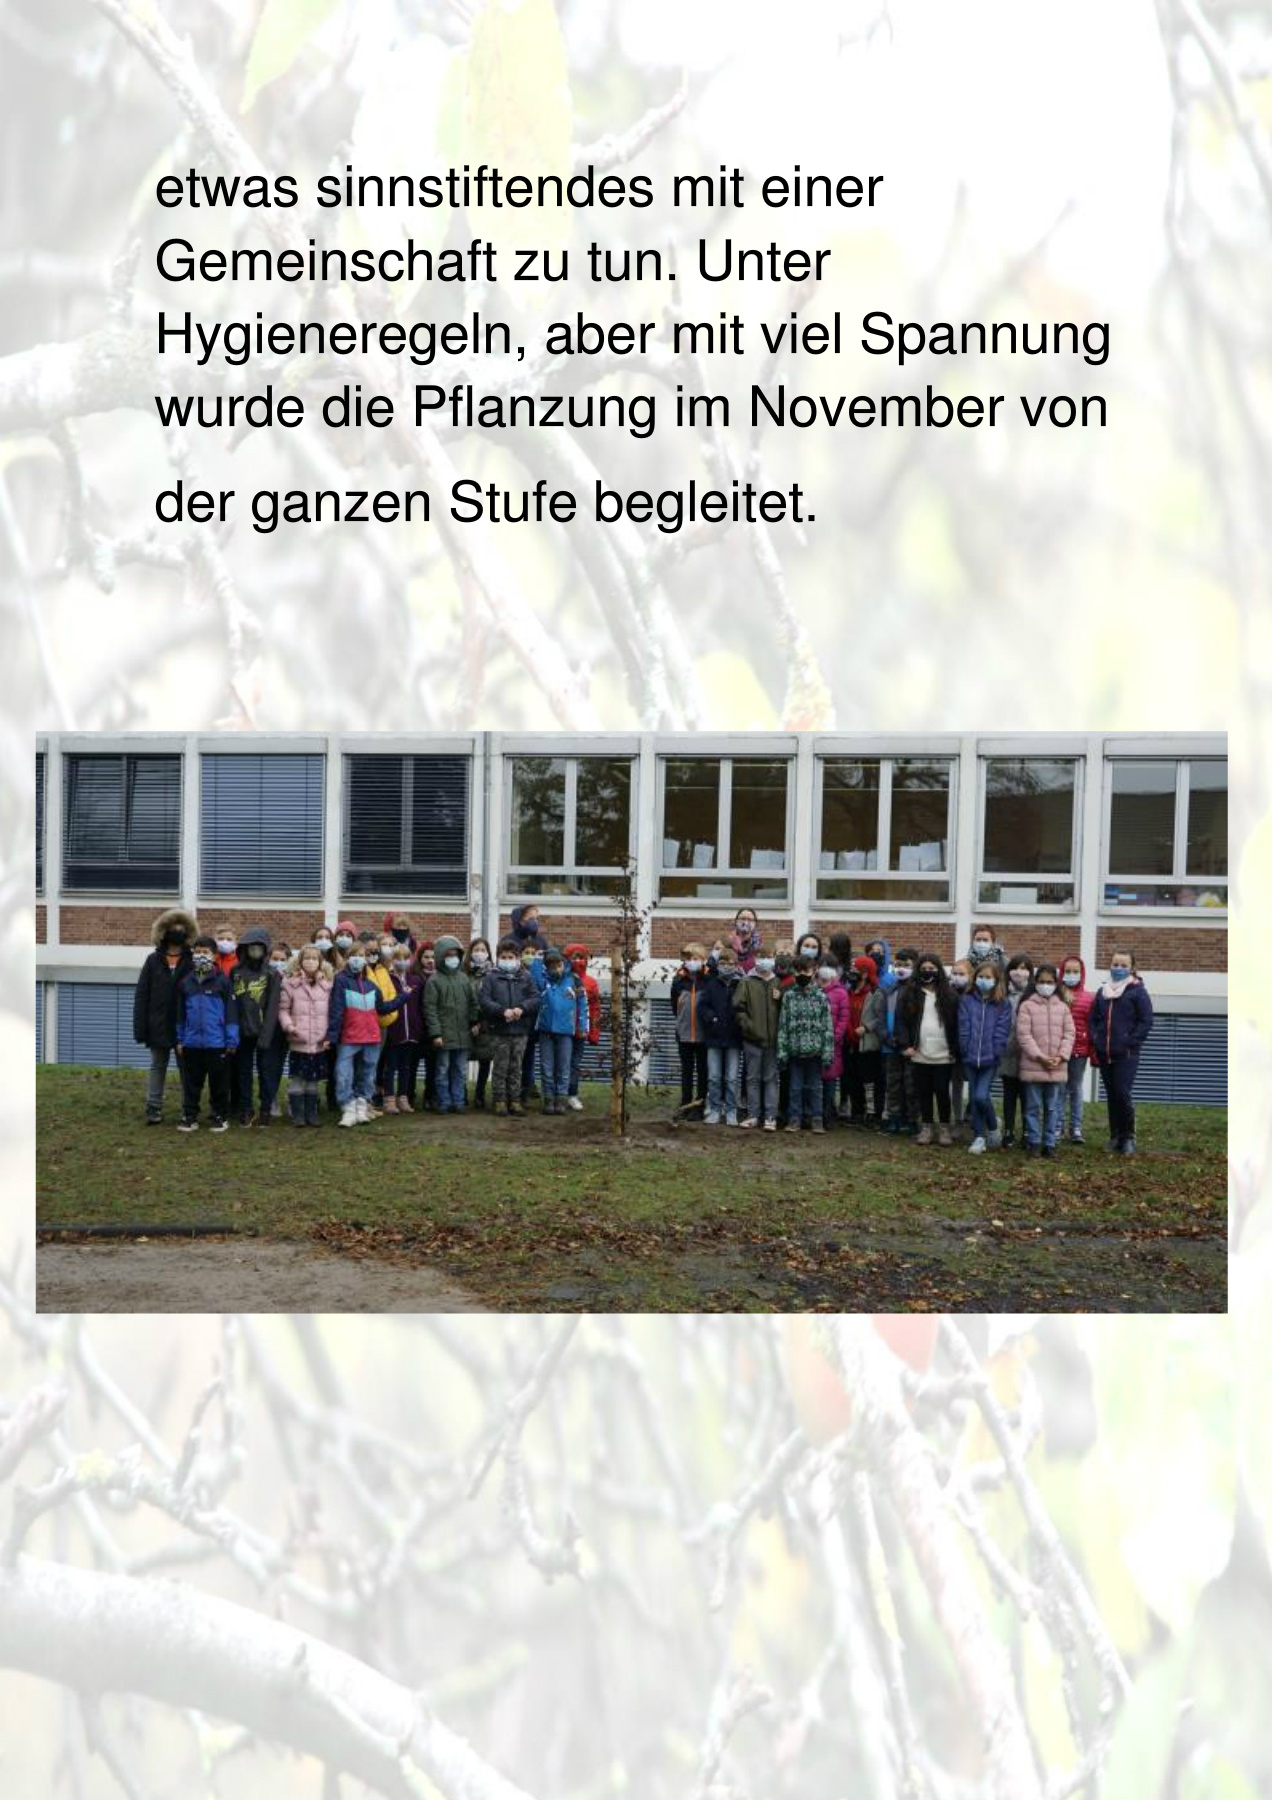 etwas sinnstiftendes mit einer
Gemeinschaft zu tun. Unter
Hygieneregeln, aber mit viel Spannung
wurde die Pflanzung im November von
der ganzen Stufe begleitet.